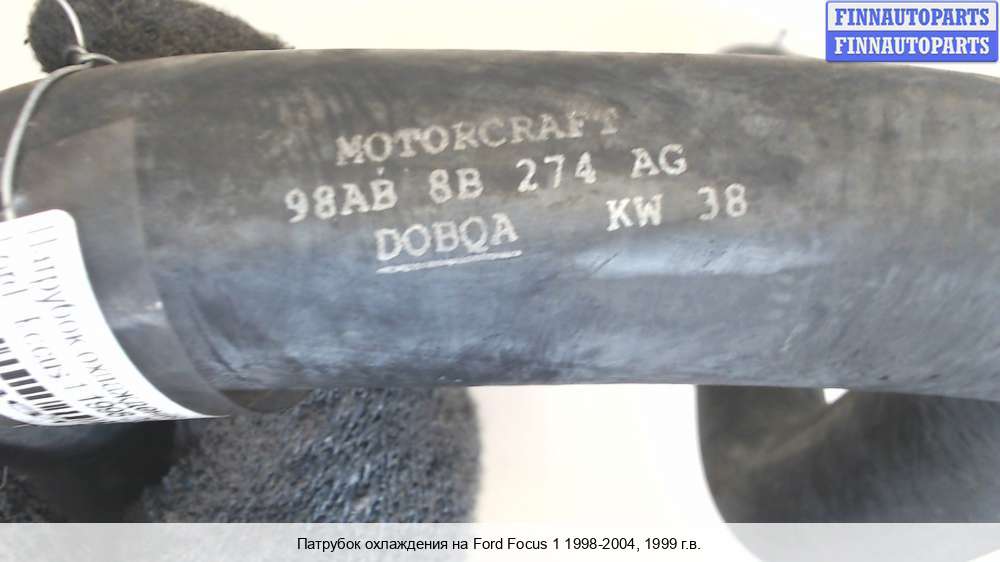 FINNAUTOPARTS
FINNAUTOPARTS
MOTORCRAFT
98AB 8B 274 AG
DOBQA KW 38
Патрубок охлаждения на Ford Focus 1 1998-2004, 1999 г.в.